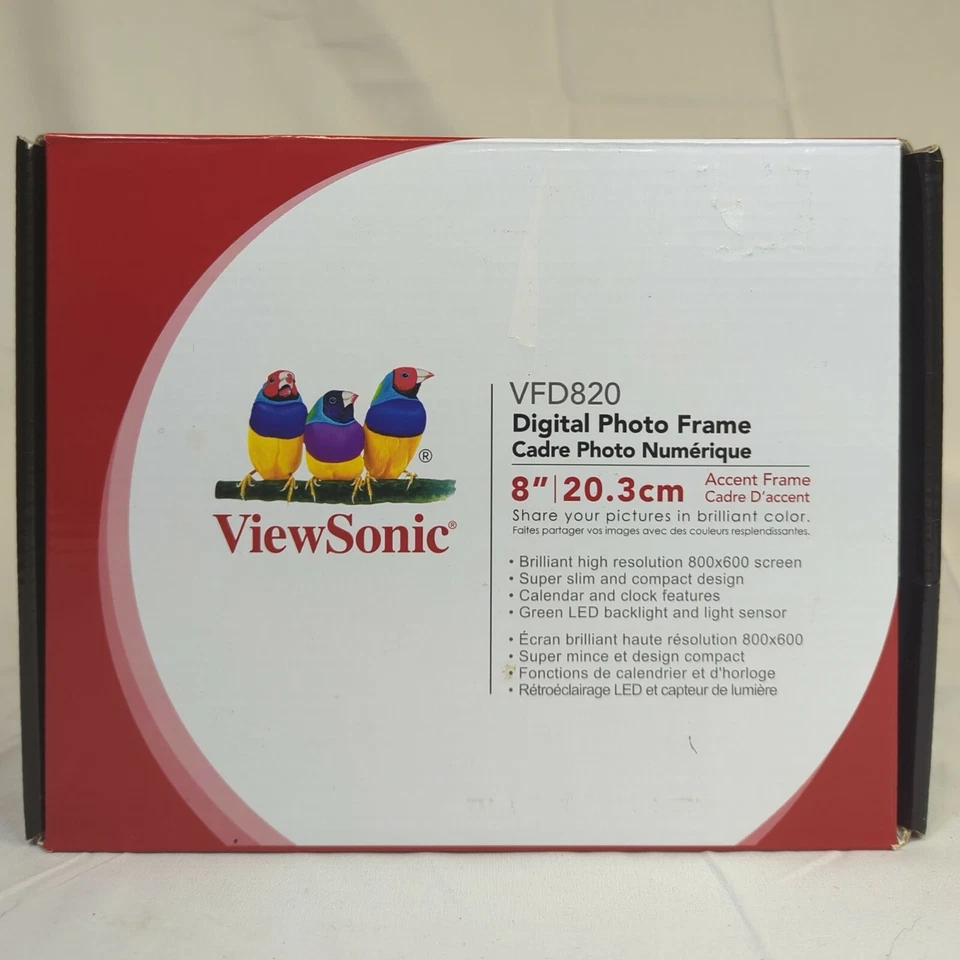 ViewSonic®
®
VFD820
Digital Photo Frame
Cadre Photo Numérique
8" | 20.3cm
Accent Frame
Cadre D'accent
Share your pictures in brilliant color.
Faites partager vos images avec des couleurs resplendissantes.
• Brilliant high resolution 800x600 screen
• Super slim and compact design
• Calendar and clock features
• Green LED backlight and light sensor
• Écran brilliant haute résolution 800x600
• Super mince et design compact
• Fonctions de calendrier et d'horloge
• Rétroéclairage LED et capteur de lumière